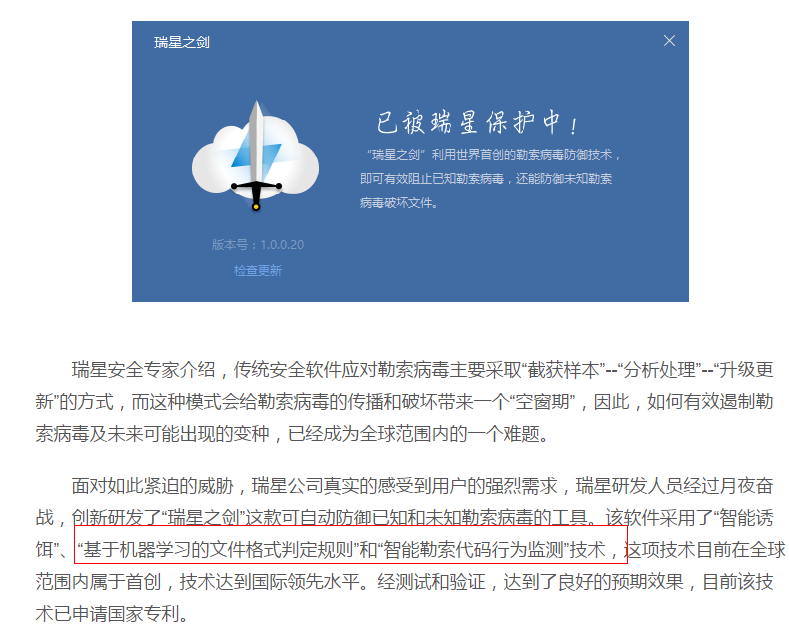 瑞星之剑
已被瑞星保护中！
“瑞星之剑”利用世界首创的勒索病毒防御技术，
即可有效阻止已知勒索病毒，还能防御未知勒索
病毒破坏文件。
版本号：1.0.0.20
检查更新
瑞星安全专家介绍，传统安全软件应对勒索病毒主要采取“截获样本”--“分析处理”--“升级更
新”的方式，而这种模式会给勒索病毒的传播和破坏带来一个“空窗期”，因此，如何有效遏制勒
索病毒及未来可能出现的变种，已经成为全球范围内的一个难题。
面对如此紧迫的威胁，瑞星公司真实的感受到用户的强烈需求，瑞星研发人员经过月夜奋
战，创新研发了“瑞星之剑”这款可自动防御已知和未知勒索病毒的工具。该软件采用了“智能诱
饵”、“基于机器学习的文件格式判定规则”和“智能勒索代码行为监测”技术，这项技术目前在全球
范围内属于首创，技术达到国际领先水平。经测试和验证，达到了良好的预期效果，目前该技
术已申请国家专利。